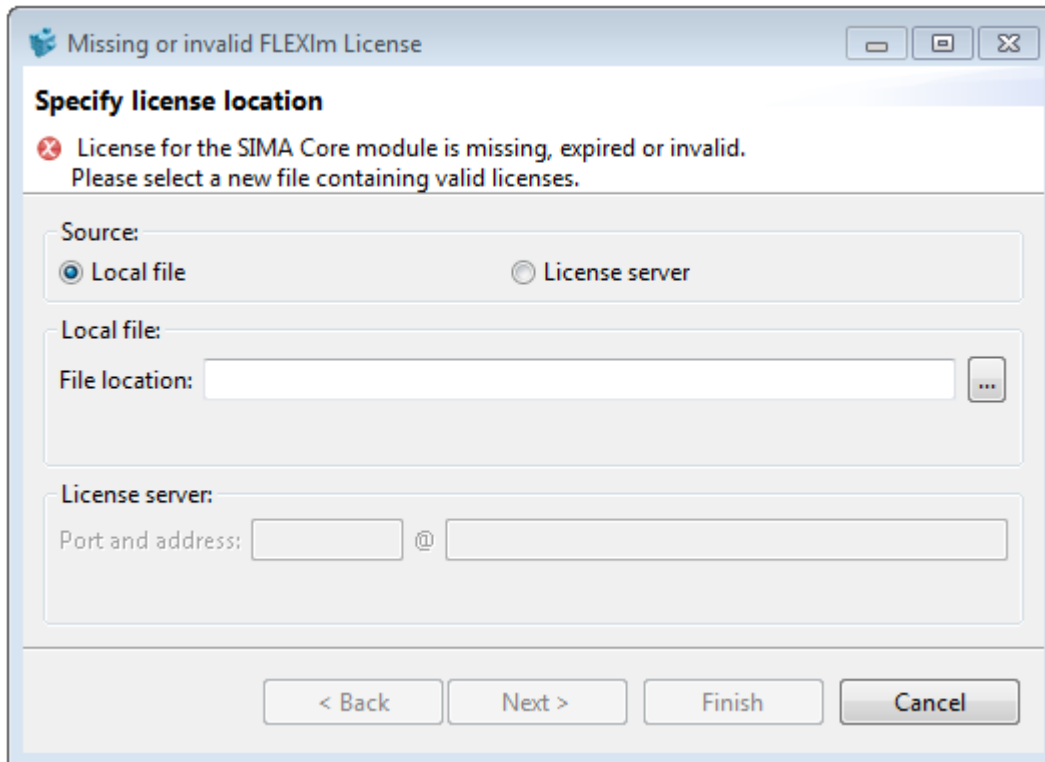 Missing or invalid FLEXlm License
Specify license location
License for the SIMA Core module is missing, expired or invalid.
Please select a new file containing valid licenses.
Source:
Local file
License server
Local file:
File location:
...
License server:
Port and address:
@
< Back
Next >
Finish
Cancel